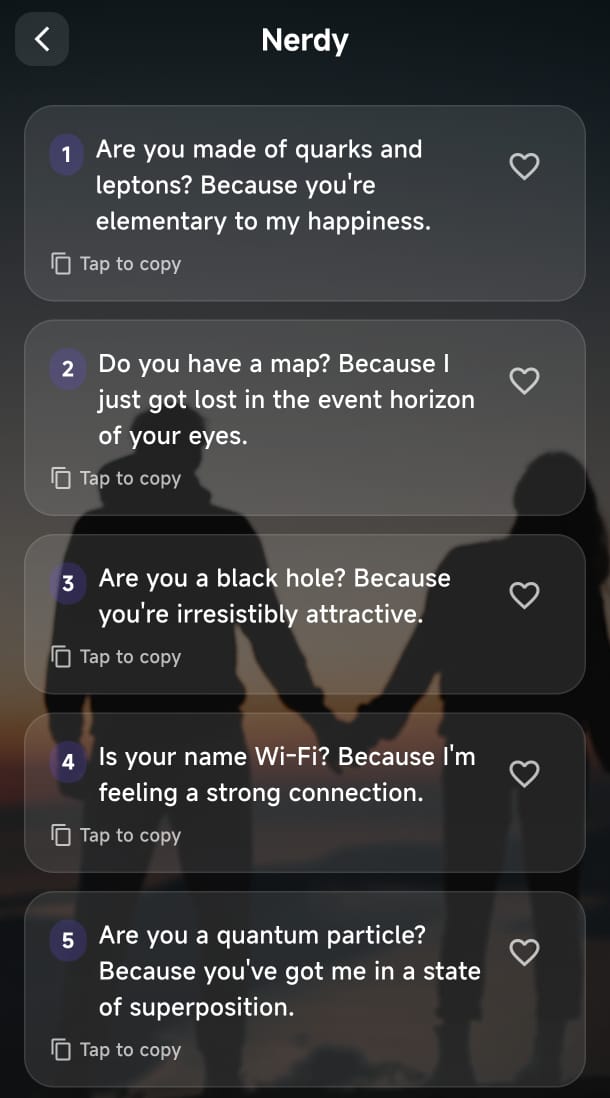 Nerdy
1
Are you made of quarks and
leptons? Because you're
elementary to my happiness.
Tap to copy
2
Do you have a map? Because I
just got lost in the event horizon
of your eyes.
Tap to copy
3
Are you a black hole? Because
you're irresistibly attractive.
Tap to copy
4
Is your name Wi-Fi? Because I'm
feeling a strong connection.
Tap to copy
5
Are you a quantum particle?
Because you've got me in a state
of superposition.
Tap to copy